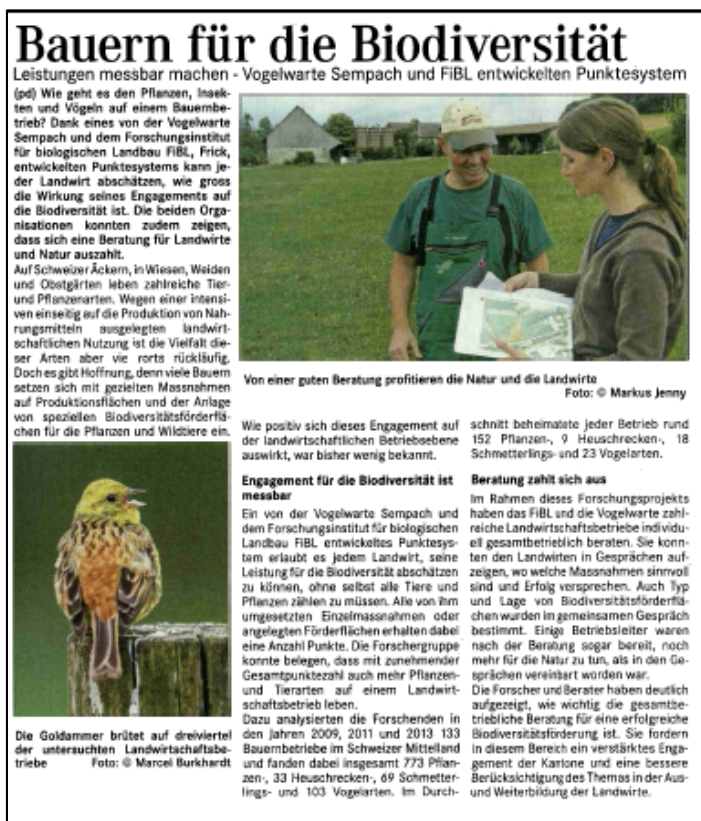 Bauern für die Biodiversität
Leistungen messbar machen - Vogelwarte Sempach und FiBL entwickelten Punktesystem
(pd) Wie geht es den Pflanzen, Insek-
ten und Vögeln auf einem Bauernbe-
trieb? Dank eines von der Vogelwarte
Sempach und dem Forschungsinstitut
für biologischen Landbau FiBL, Frick,
entwickelten Punktesystems kann je-
der Landwirt abschätzen, wie gross
die Wirkung seines Engagements auf
die Biodiversität ist. Die beiden Orga-
nisationen konnten zudem zeigen,
dass sich eine Beratung für Landwirte
und Natur auszahlt.
Auf Schweizer Äckern, in Wiesen, Weiden
und Obstgärten leben zahlreiche Tier-
und Pflanzenarten. Wegen einer intensi-
ven einseitig auf die Produktion von Nah-
rungsmitteln ausgelegten landwirt-
schaftlichen Nutzung ist die Vielfalt die-
ser Arten aber vie rorts rückläufig.
Doch es gibt Hoffnung, denn viele Bauern
setzen sich mit gezielten Massnahmen
auf Produktionsflächen und der Anlage
von speziellen Biodiversitätsförderflä-
chen für die Pflanzen und Wildtiere ein.
Die Goldammer brütet auf dreiviertel
der untersuchten Landwirtschaftsbe-
triebe Foto: © Marcel Burkhardt
Von einer guten Beratung profitieren die Natur und die Landwirte
Foto: © Markus Jenny
Wie positiv sich dieses Engagement auf
der landwirtschaftlichen Betriebsebene
auswirkt, war bisher wenig bekannt.
Engagement für die Biodiversität ist
messbar
Ein von der Vogelwarte Sempach und
dem Forschungsinstitut für biologischen
Landbau FiBL entwickeltes Punktesys-
tem erlaubt es jedem Landwirt, seine
Leistung für die Biodiversität abschätzen
zu können, ohne selbst alle Tiere und
Pflanzen zählen zu müssen. Alle von ihm
umgesetzten Einzelmassnahmen oder
angelegten Förderflächen erhalten dabei
eine Anzahl Punkte. Die Forschergruppe
konnte belegen, dass mit zunehmender
Gesamtpunktezahl auch mehr Pflanzen-
und Tierarten auf einem Landwirt-
schaftsbetrieb leben.
Dazu analysierten die Forschenden in
den Jahren 2009, 2011 und 2013 133
Bauernbetriebe im Schweizer Mittelland
und fanden dabei insgesamt 773 Pflan-
zen-, 33 Heuschrecken-, 69 Schmetter-
lings- und 103 Vogelarten. Im Durch-
schnitt beheimatete jeder Betrieb rund
152 Pflanzen-, 9 Heuschrecken-, 18
Schmetterlings- und 23 Vogelarten.
Beratung zahlt sich aus
Im Rahmen dieses Forschungsprojekts
haben das FiBL und die Vogelwarte zahl-
reiche Landwirtschaftsbetriebe individu-
ell gesamtbetrieblich beraten. Sie konn-
ten den Landwirten in Gesprächen auf-
zeigen, wo welche Massnahmen sinnvoll
sind und Erfolg versprechen. Auch Typ
und Lage von Biodiversitätsförderflä-
chen wurden im gemeinsamen Gespräch
bestimmt. Einige Betriebsleiter waren
nach der Beratung sogar bereit, noch
mehr für die Natur zu tun, als in den Ge-
sprächen vereinbart worden war.
Die Forscher und Berater haben deutlich
aufgezeigt, wie wichtig die gesamtbe-
triebliche Beratung für eine erfolgreiche
Biodiversitätsförderung ist. Sie fordern
in diesem Bereich ein verstärktes Enga-
gement der Kantone und eine bessere
Berücksichtigung des Themas in der Aus-
und Weiterbildung der Landwirte.